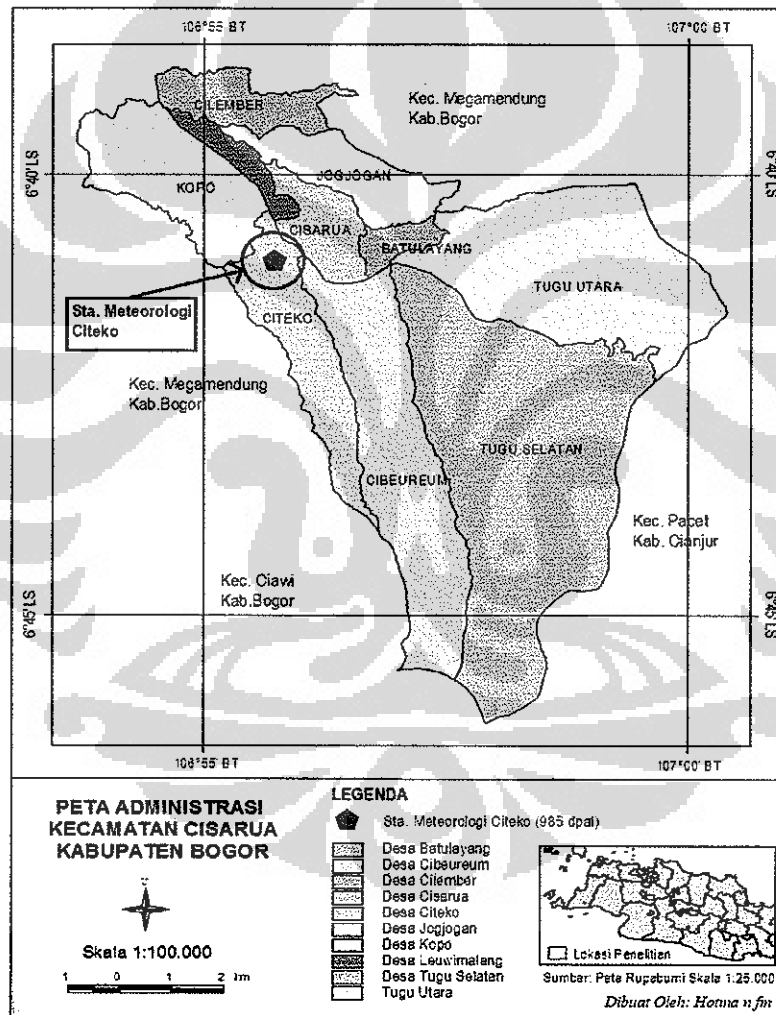 106°55 BT
107°00' BT
CILEMBER
Kec. Megamendung
Kab.Bogor
6°40' LS
6°40' LS
JOGJOGAN
KOPO
CISARUA
BATULAYANG
TUGU UTARA
Sta. Meteorologi
Citeko
CITEKO
Kec. Megamendung
Kab.Bogor
TUGU SELATAN
CIBEUREUM
Kec. Pacet
Kab. Cianjur
Kec. Ciawi
Kab.Bogor
6°45' LS
6°45' LS
106°55' BT
107°00' BT
PETA ADMINISTRASI
KECAMATAN CISARUA
KABUPATEN BOGOR
Skala 1:100.000
1 0 1 2 km
LEGENDA
Sta. Meteorologi Citeko (985 dpal)
Desa Batulayang
Desa Cibeureum
Desa Cilember
Desa Cisarua
Desa Citeko
Desa Jogjogan
Desa Kopo
Desa Leuwimalang
Desa Tugu Selatan
Tugu Utara
Lokasi Penelitian
Sumber: Peta Rupabumi Skala 1:25.000
Dibuat Oleh: Hotma n fm